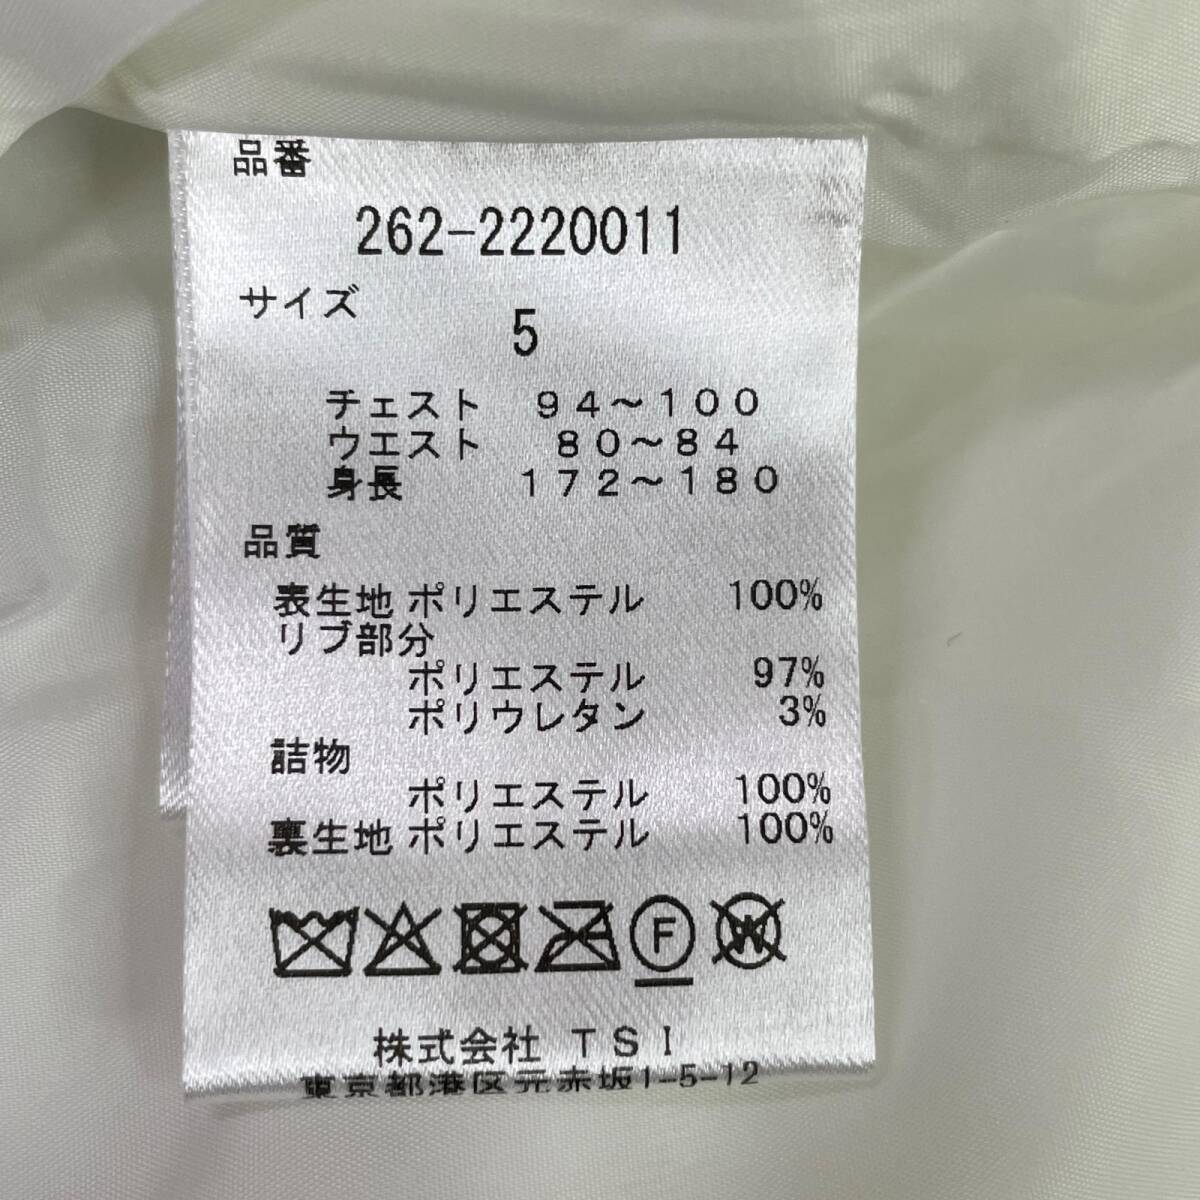 品番
262-2220011
サイズ
5
チェスト 94〜100
ウエスト 80〜84
身長 172〜180
品質
表生地 ポリエステル 100%
リブ部分
ポリエステル 97%
ポリウレタン 3%
詰物
ポリエステル 100%
裏生地 ポリエステル 100%
F W
株式会社 TSI
東京都港区元赤坂1-5-12